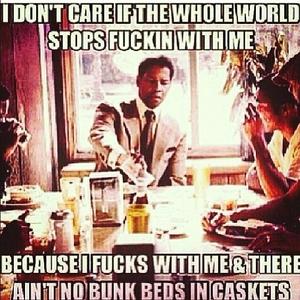 I DON'T CARE IF THE WHOLE WORLD
STOPS FUCKIN WITH ME
BECAUSE I FUCKS WITH ME & THERE
AIN'T NO BUNK BEDS IN CASKETS